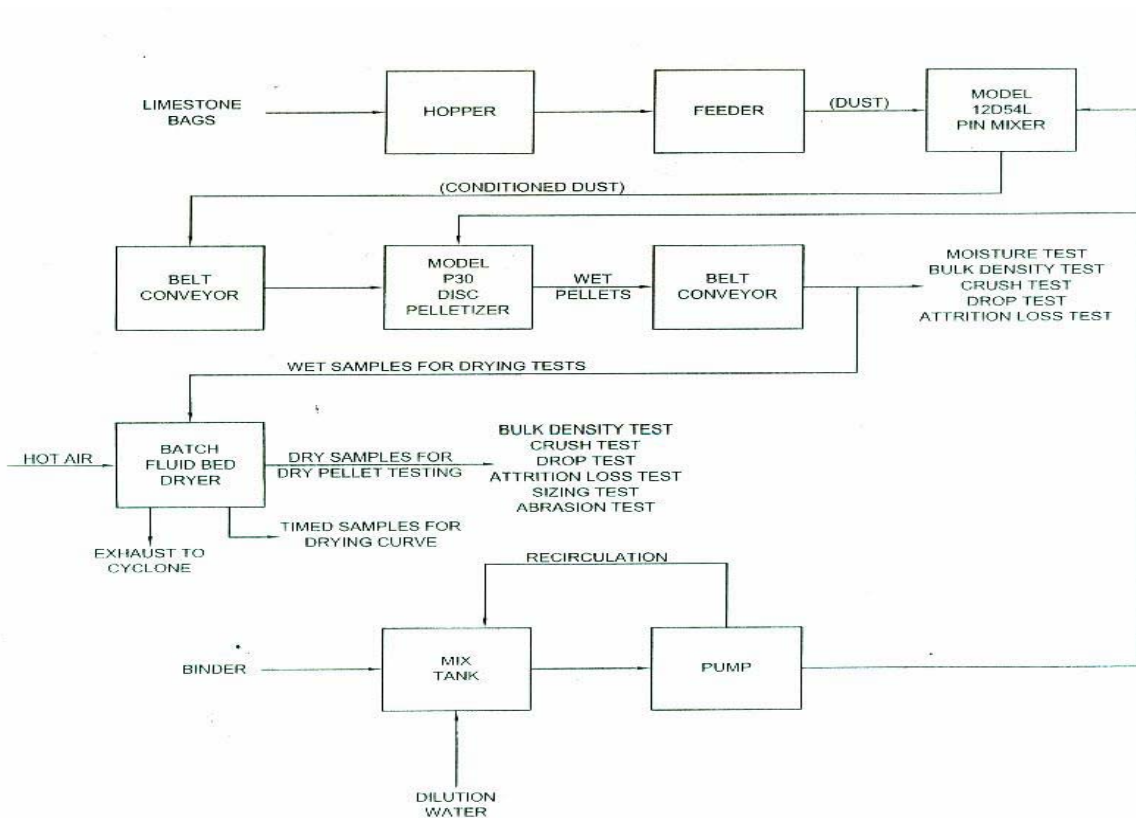 LIMESTONE
BAGS
HOPPER
FEEDER
(DUST)
MODEL
12D54L
PIN MIXER
(CONDITIONED DUST)
BELT
CONVEYOR
MODEL
P30
DISC
PELLETIZER
WET
PELLETS
BELT
CONVEYOR
MOISTURE TEST
BULK DENSITY TEST
CRUSH TEST
DROP TEST
ATTRITION LOSS TEST
WET SAMPLES FOR DRYING TESTS
HOT AIR
BATCH
FLUID BED
DRYER
DRY SAMPLES FOR
DRY PELLET TESTING
BULK DENSITY TEST
CRUSH TEST
DROP TEST
ATTRITION LOSS TEST
SIZING TEST
ABRASION TEST
TIMED SAMPLES FOR
DRYING CURVE
EXHAUST TO
CYCLONE
RECIRCULATION
BINDER
MIX
TANK
PUMP
DILUTION
WATER